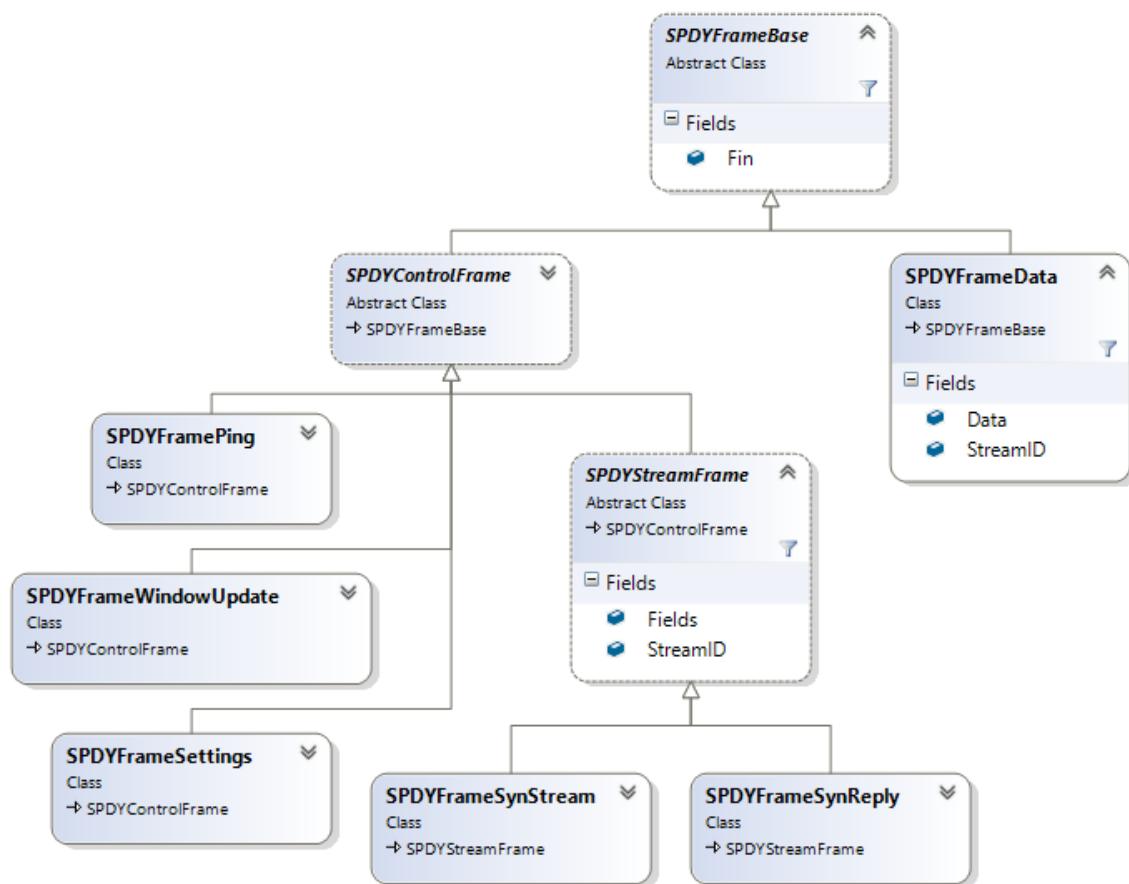 SPDYFrameBase
Abstract Class
Fields
Fin
SPDYControlFrame
Abstract Class
SPDYFrameBase
SPDYFrameData
Class
SPDYFrameBase
Fields
Data
StreamID
SPDYFramePing
Class
SPDYControlFrame
SPDYStreamFrame
Abstract Class
SPDYControlFrame
Fields
Fields
StreamID
SPDYFrameWindowUpdate
Class
SPDYControlFrame
SPDYFrameSettings
Class
SPDYControlFrame
SPDYFrameSynStream
Class
SPDYStreamFrame
SPDYFrameSynReply
Class
SPDYStreamFrame